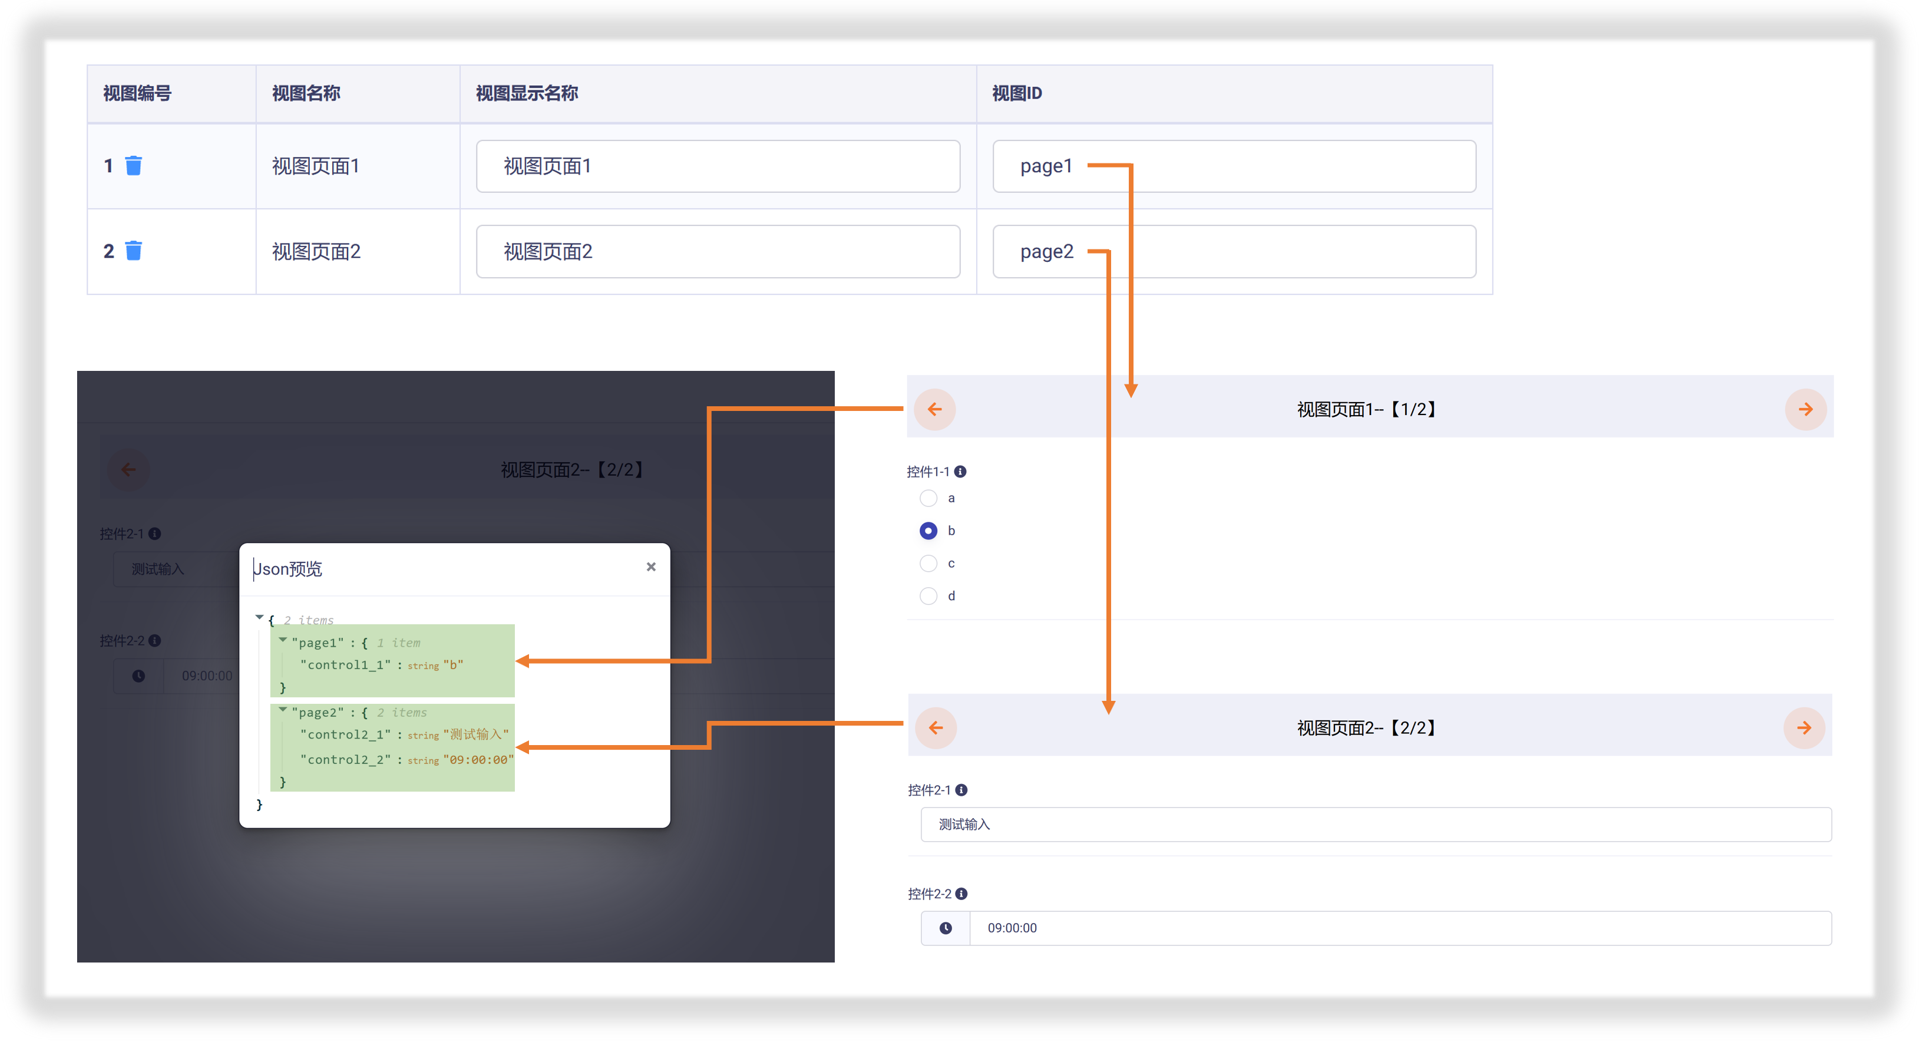 视图编号 视图名称 视图显示名称 视图ID
1 视图页面1 视图页面1 page1
2 视图页面2 视图页面2 page2
视图页面2--【2/2】
控件2-1
测试输入
控件2-2
09:00:00
Json预览 ×
{ 2 items
"page1" : { 1 item
"control1_1" : string "b"
}
"page2" : { 2 items
"control2_1" : string "测试输入"
"control2_2" : string "09:00:00"
}
}
视图页面1--【1/2】
控件1-1
a
b
c
d
视图页面2--【2/2】
控件2-1
测试输入
控件2-2
09:00:00